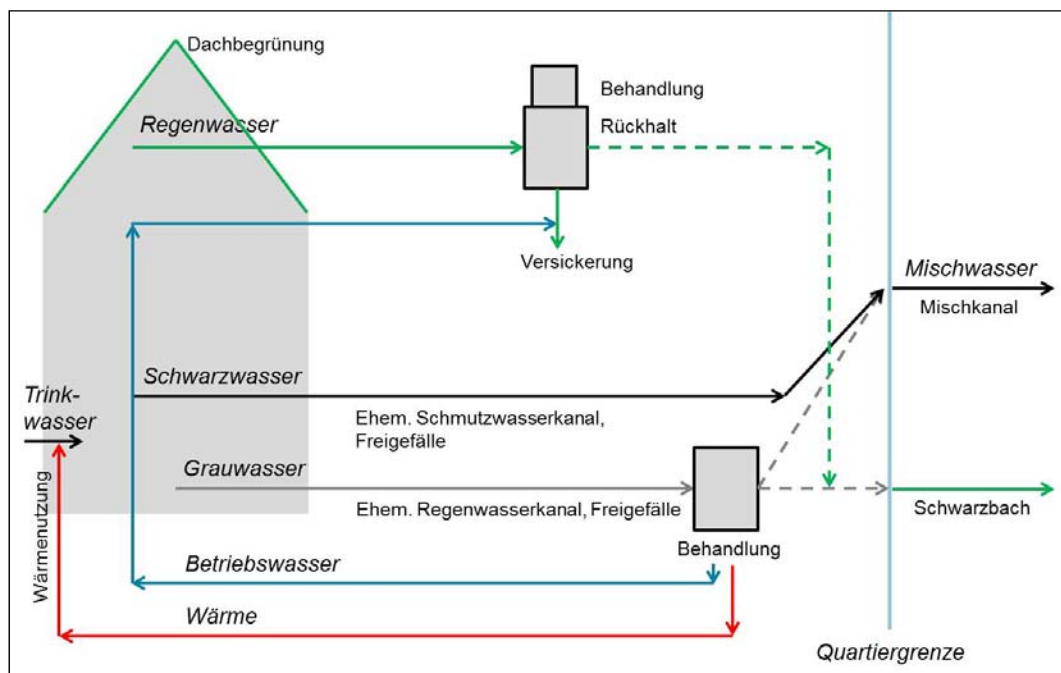 Dachbegrünung
Regenwasser
Behandlung
Rückhalt
Versickerung
Mischwasser
Mischkanal
Schwarzwasser
Ehem. Schmutzwasserkanal,
Freigefälle
Trink-
wasser
Wärmenutzung
Grauwasser
Ehem. Regenwasserkanal, Freigefälle
Behandlung
Schwarzbach
Betriebswasser
Wärme
Quartiergrenze